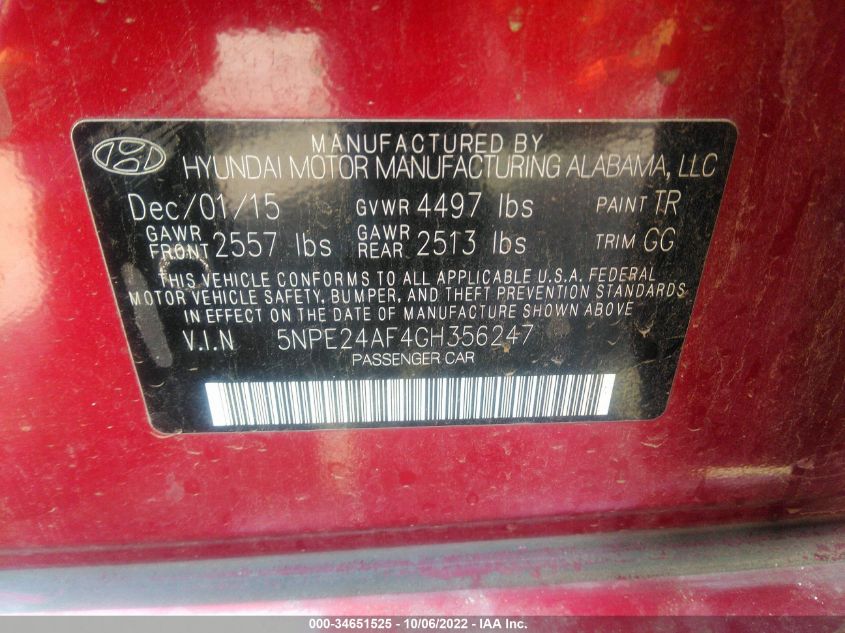 MANUFACTURED BY
HYUNDAI MOTOR MANUFACTURING ALABAMA, LLC
Dec/01/15 GVWR 4497 lbs PAINT TR
GAWR FRONT 2557 lbs GAWR REAR 2513 lbs TRIM GG
THIS VEHICLE CONFORMS TO ALL APPLICABLE U.S.A. FEDERAL
MOTOR VEHICLE SAFETY, BUMPER, AND THEFT PREVENTION STANDARDS
IN EFFECT ON THE DATE OF MANUFACTURE SHOWN ABOVE
V.I.N 5NPE24AF4GH356247
PASSENGER CAR
000-34651525 - 10/06/2022 - IAA Inc.